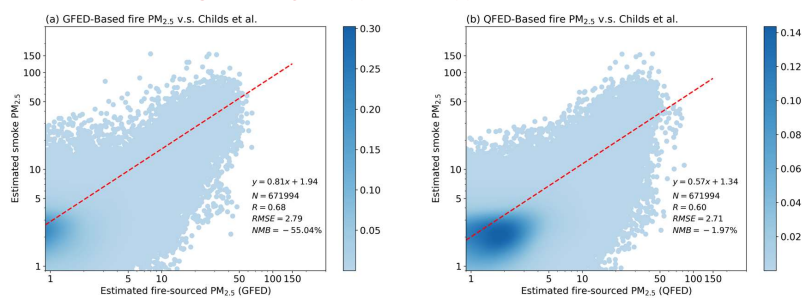 (a) GFED-Based fire PM2.5 v.s. Childs et al.
(b) QFED-Based fire PM2.5 v.s. Childs et al.
Estimated smoke PM2.5
150
100
50
10
5
1
y = 0.81x + 1.94
N = 671994
R = 0.68
RMSE = 2.79
NMB = − 55.04%
1 5 10 50 100 150
Estimated fire-sourced PM2.5 (GFED)
0.30
0.25
0.20
0.15
0.10
0.05
Estimated smoke PM2.5
150
100
50
10
5
1
y = 0.57x + 1.34
N = 671994
R = 0.60
RMSE = 2.71
NMB = − 1.97%
1 5 10 50 100 150
Estimated fire-sourced PM2.5 (QFED)
0.14
0.12
0.10
0.08
0.06
0.04
0.02
0.00